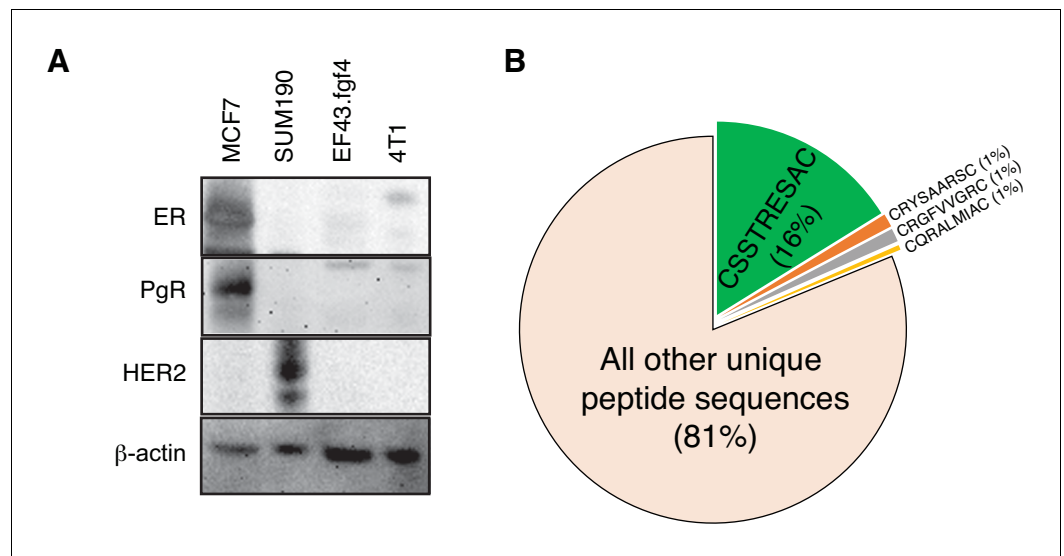 A
MCF7
SUM190
EF43.fgf4
4T1
ER
PgR
HER2
β-actin
B
CSSTRESAC
(16%)
CRYSAARSC (1%)
CRGFVVGRC (1%)
CQRALMIAC (1%)
All other unique
peptide sequences
(81%)